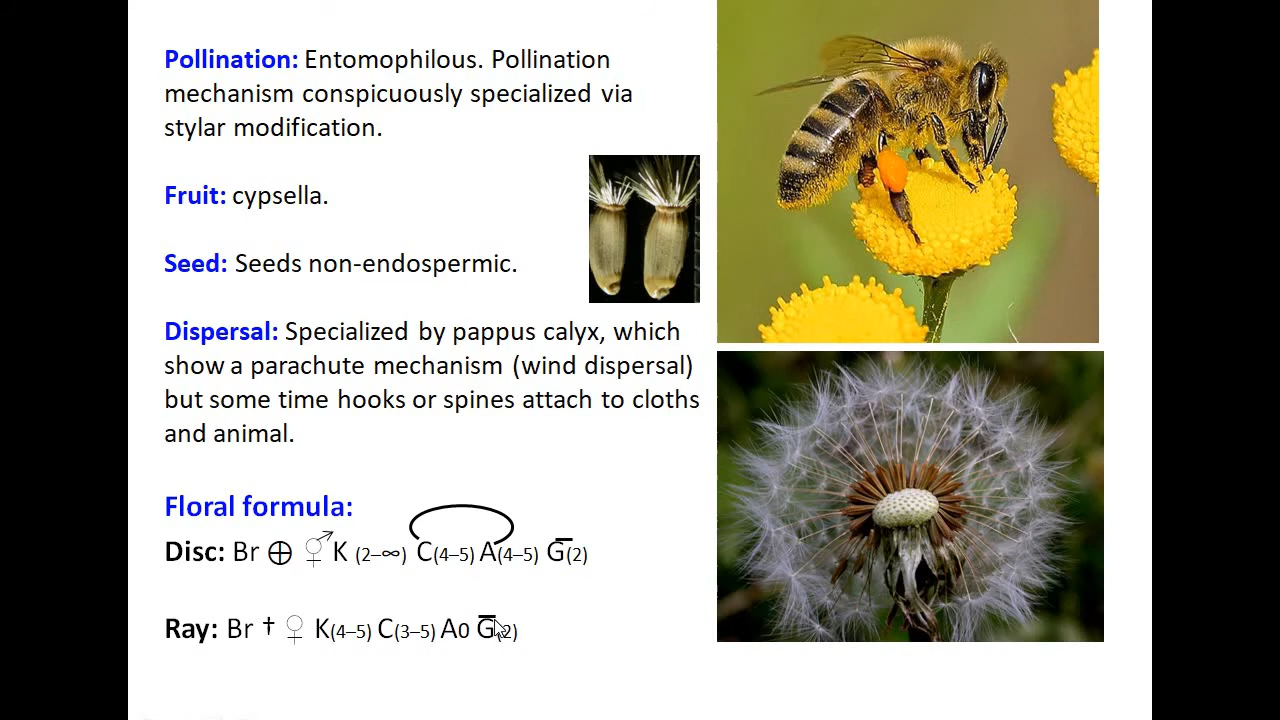 Pollination: Entomophilous. Pollination
mechanism conspicuously specialized via
stylar modification.
Fruit: cypsella.
Seed: Seeds non-endospermic.
Dispersal: Specialized by pappus calyx, which
show a parachute mechanism (wind dispersal)
but some time hooks or spines attach to cloths
and animal.
Floral formula:
Disc: Br ⊕ ⚥ K (2–∞) C(4–5) A(4–5) G̅(2)
Ray: Br † ♀ K(4–5) C(3–5) A0 G̅(2)